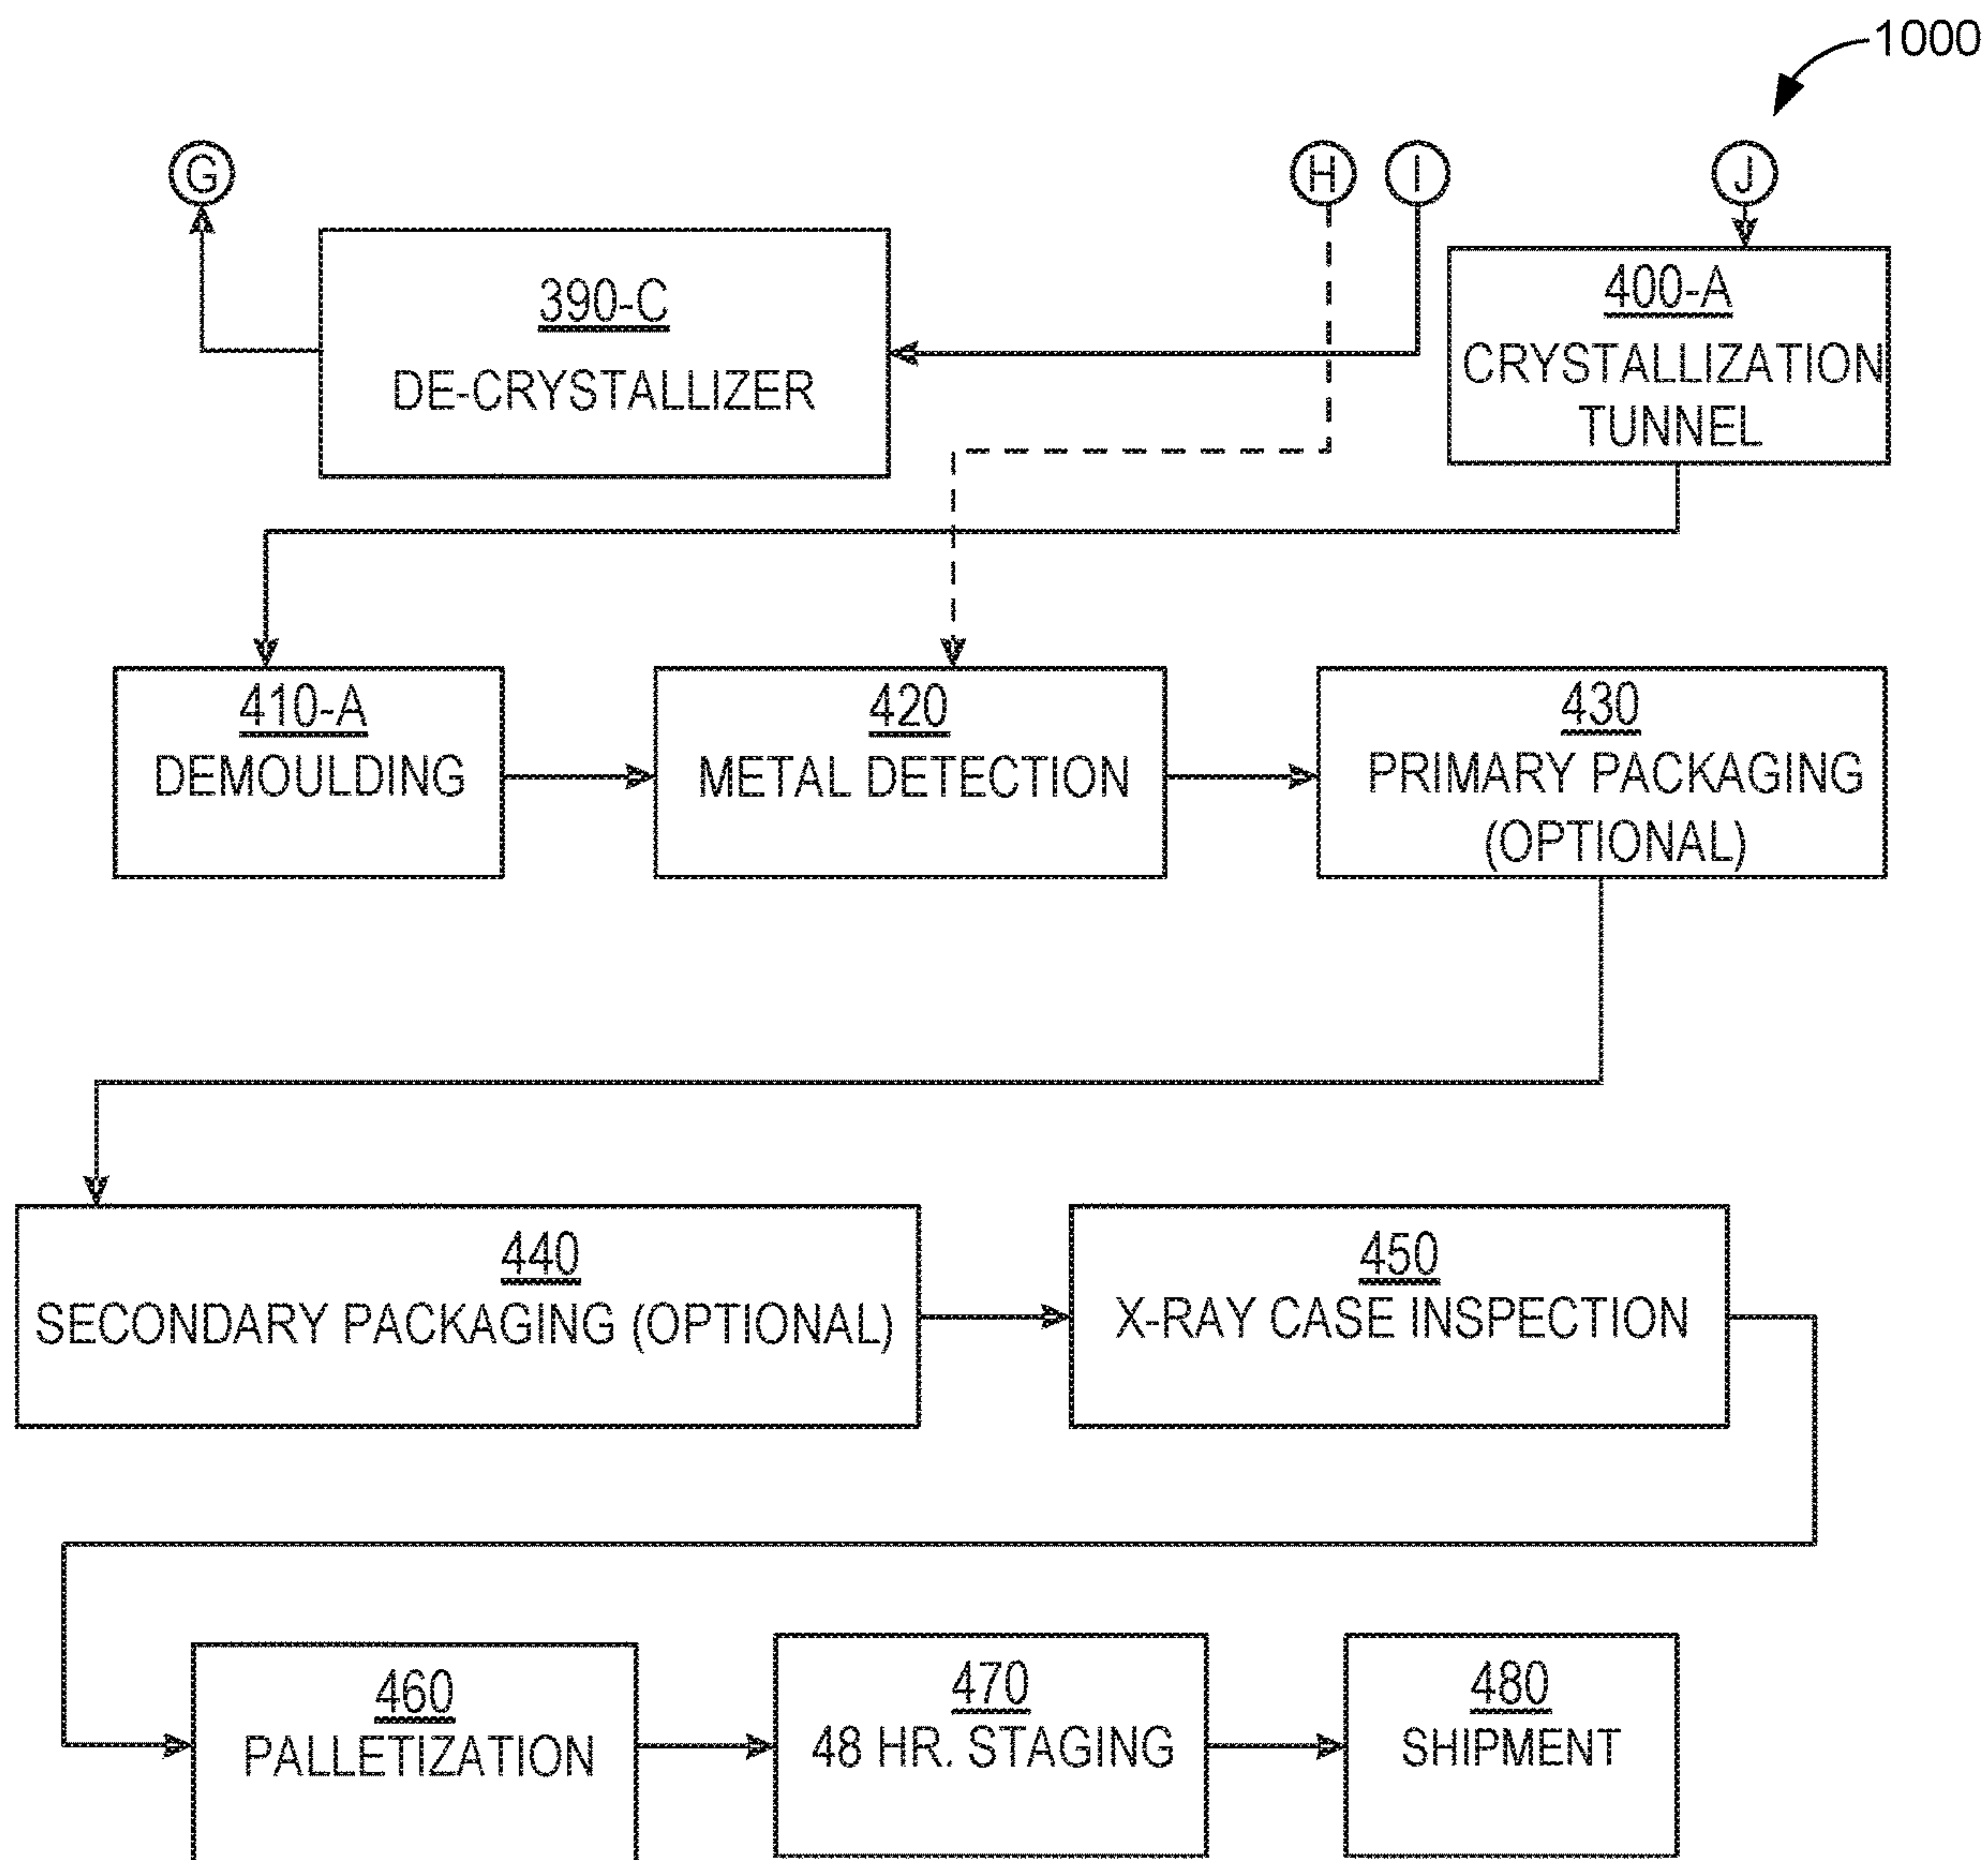 1000
G
H
I
J
390-C
DE-CRYSTALLIZER
400-A
CRYSTALLIZATION
TUNNEL
410-A
DEMOULDING
420
METAL DETECTION
430
PRIMARY PACKAGING
(OPTIONAL)
440
SECONDARY PACKAGING (OPTIONAL)
450
X-RAY CASE INSPECTION
460
PALLETIZATION
470
48 HR. STAGING
480
SHIPMENT